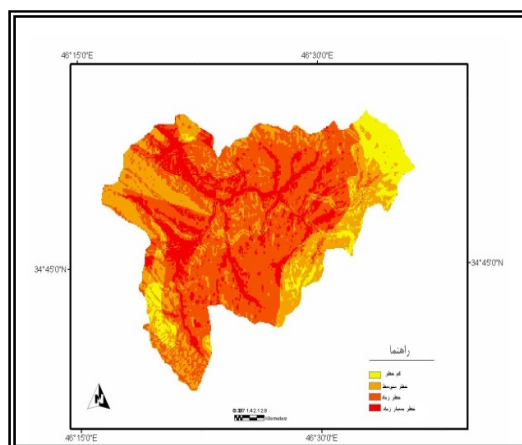 46°15'0"E
46°30'0"E
34°45'0"N
34°45'0"N
راهنما
کم خطر
خطر متوسط
خطر زیاد
خطر بسیار زیاد
Kilometers
46°15'0"E
46°30'0"E